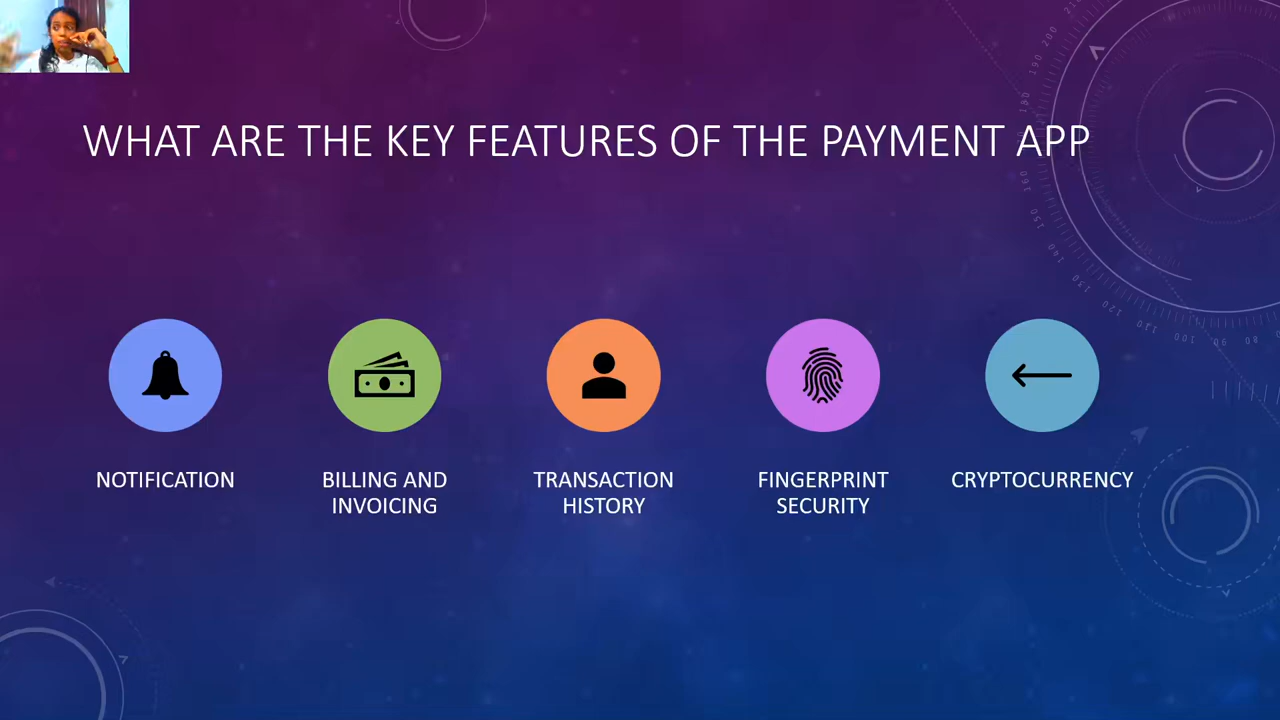 WHAT ARE THE KEY FEATURES OF THE PAYMENT APP
NOTIFICATION
BILLING AND
INVOICING
TRANSACTION
HISTORY
FINGERPRINT
SECURITY
CRYPTOCURRENCY